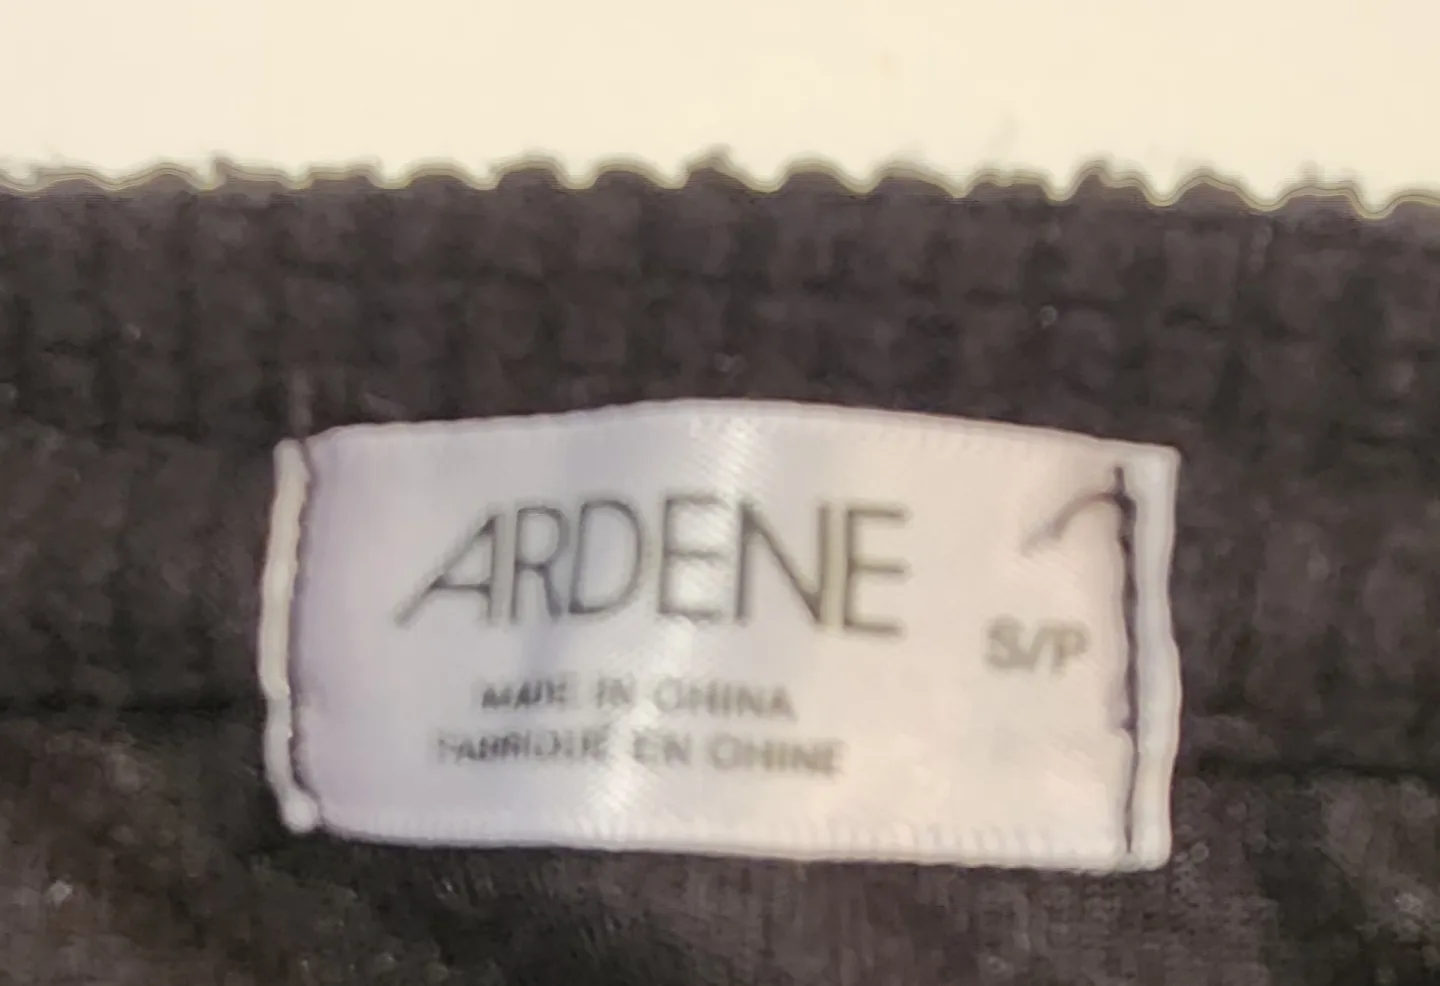 ARDENE
S/P
MADE IN CHINA
FABRIQUÉ EN CHINE